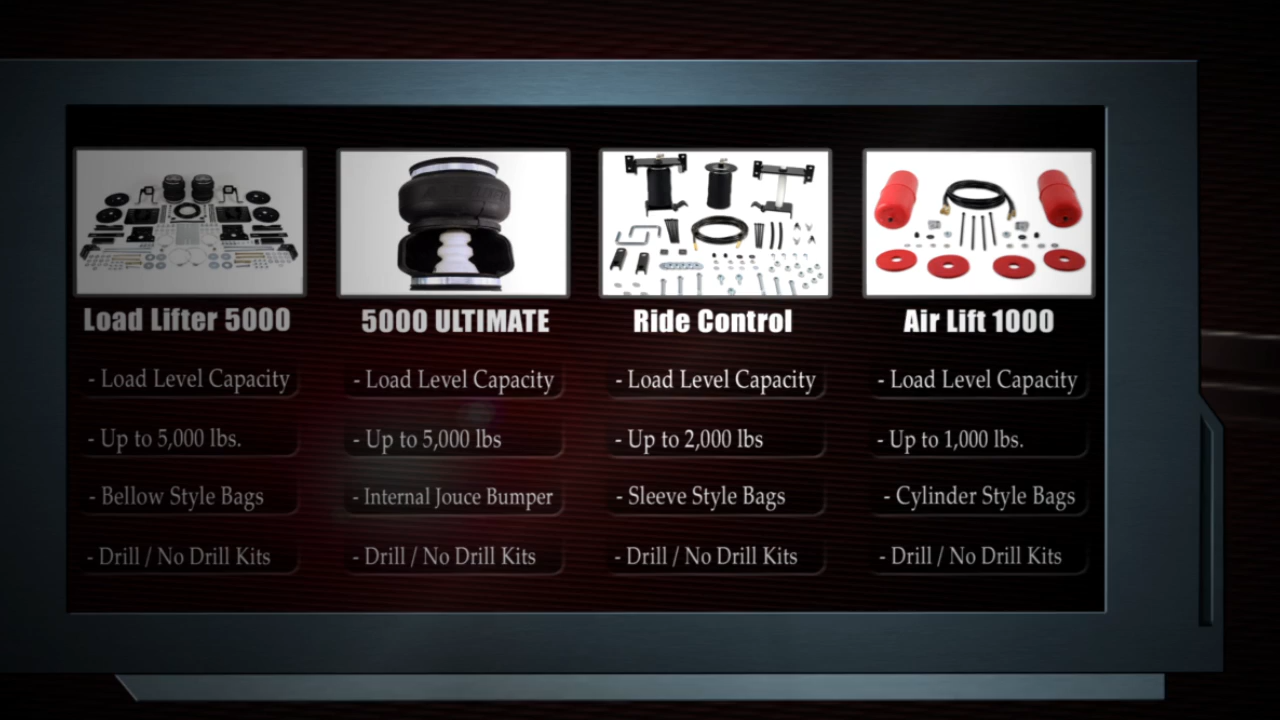 Load Lifter 5000
- Load Level Capacity
- Up to 5,000 lbs.
- Bellow Style Bags
- Drill / No Drill Kits
5000 ULTIMATE
- Load Level Capacity
- Up to 5,000 lbs
- Internal Jouce Bumper
- Drill / No Drill Kits
Ride Control
- Load Level Capacity
- Up to 2,000 lbs
- Sleeve Style Bags
- Drill / No Drill Kits
Air Lift 1000
- Load Level Capacity
- Up to 1,000 lbs.
- Cylinder Style Bags
- Drill / No Drill Kits